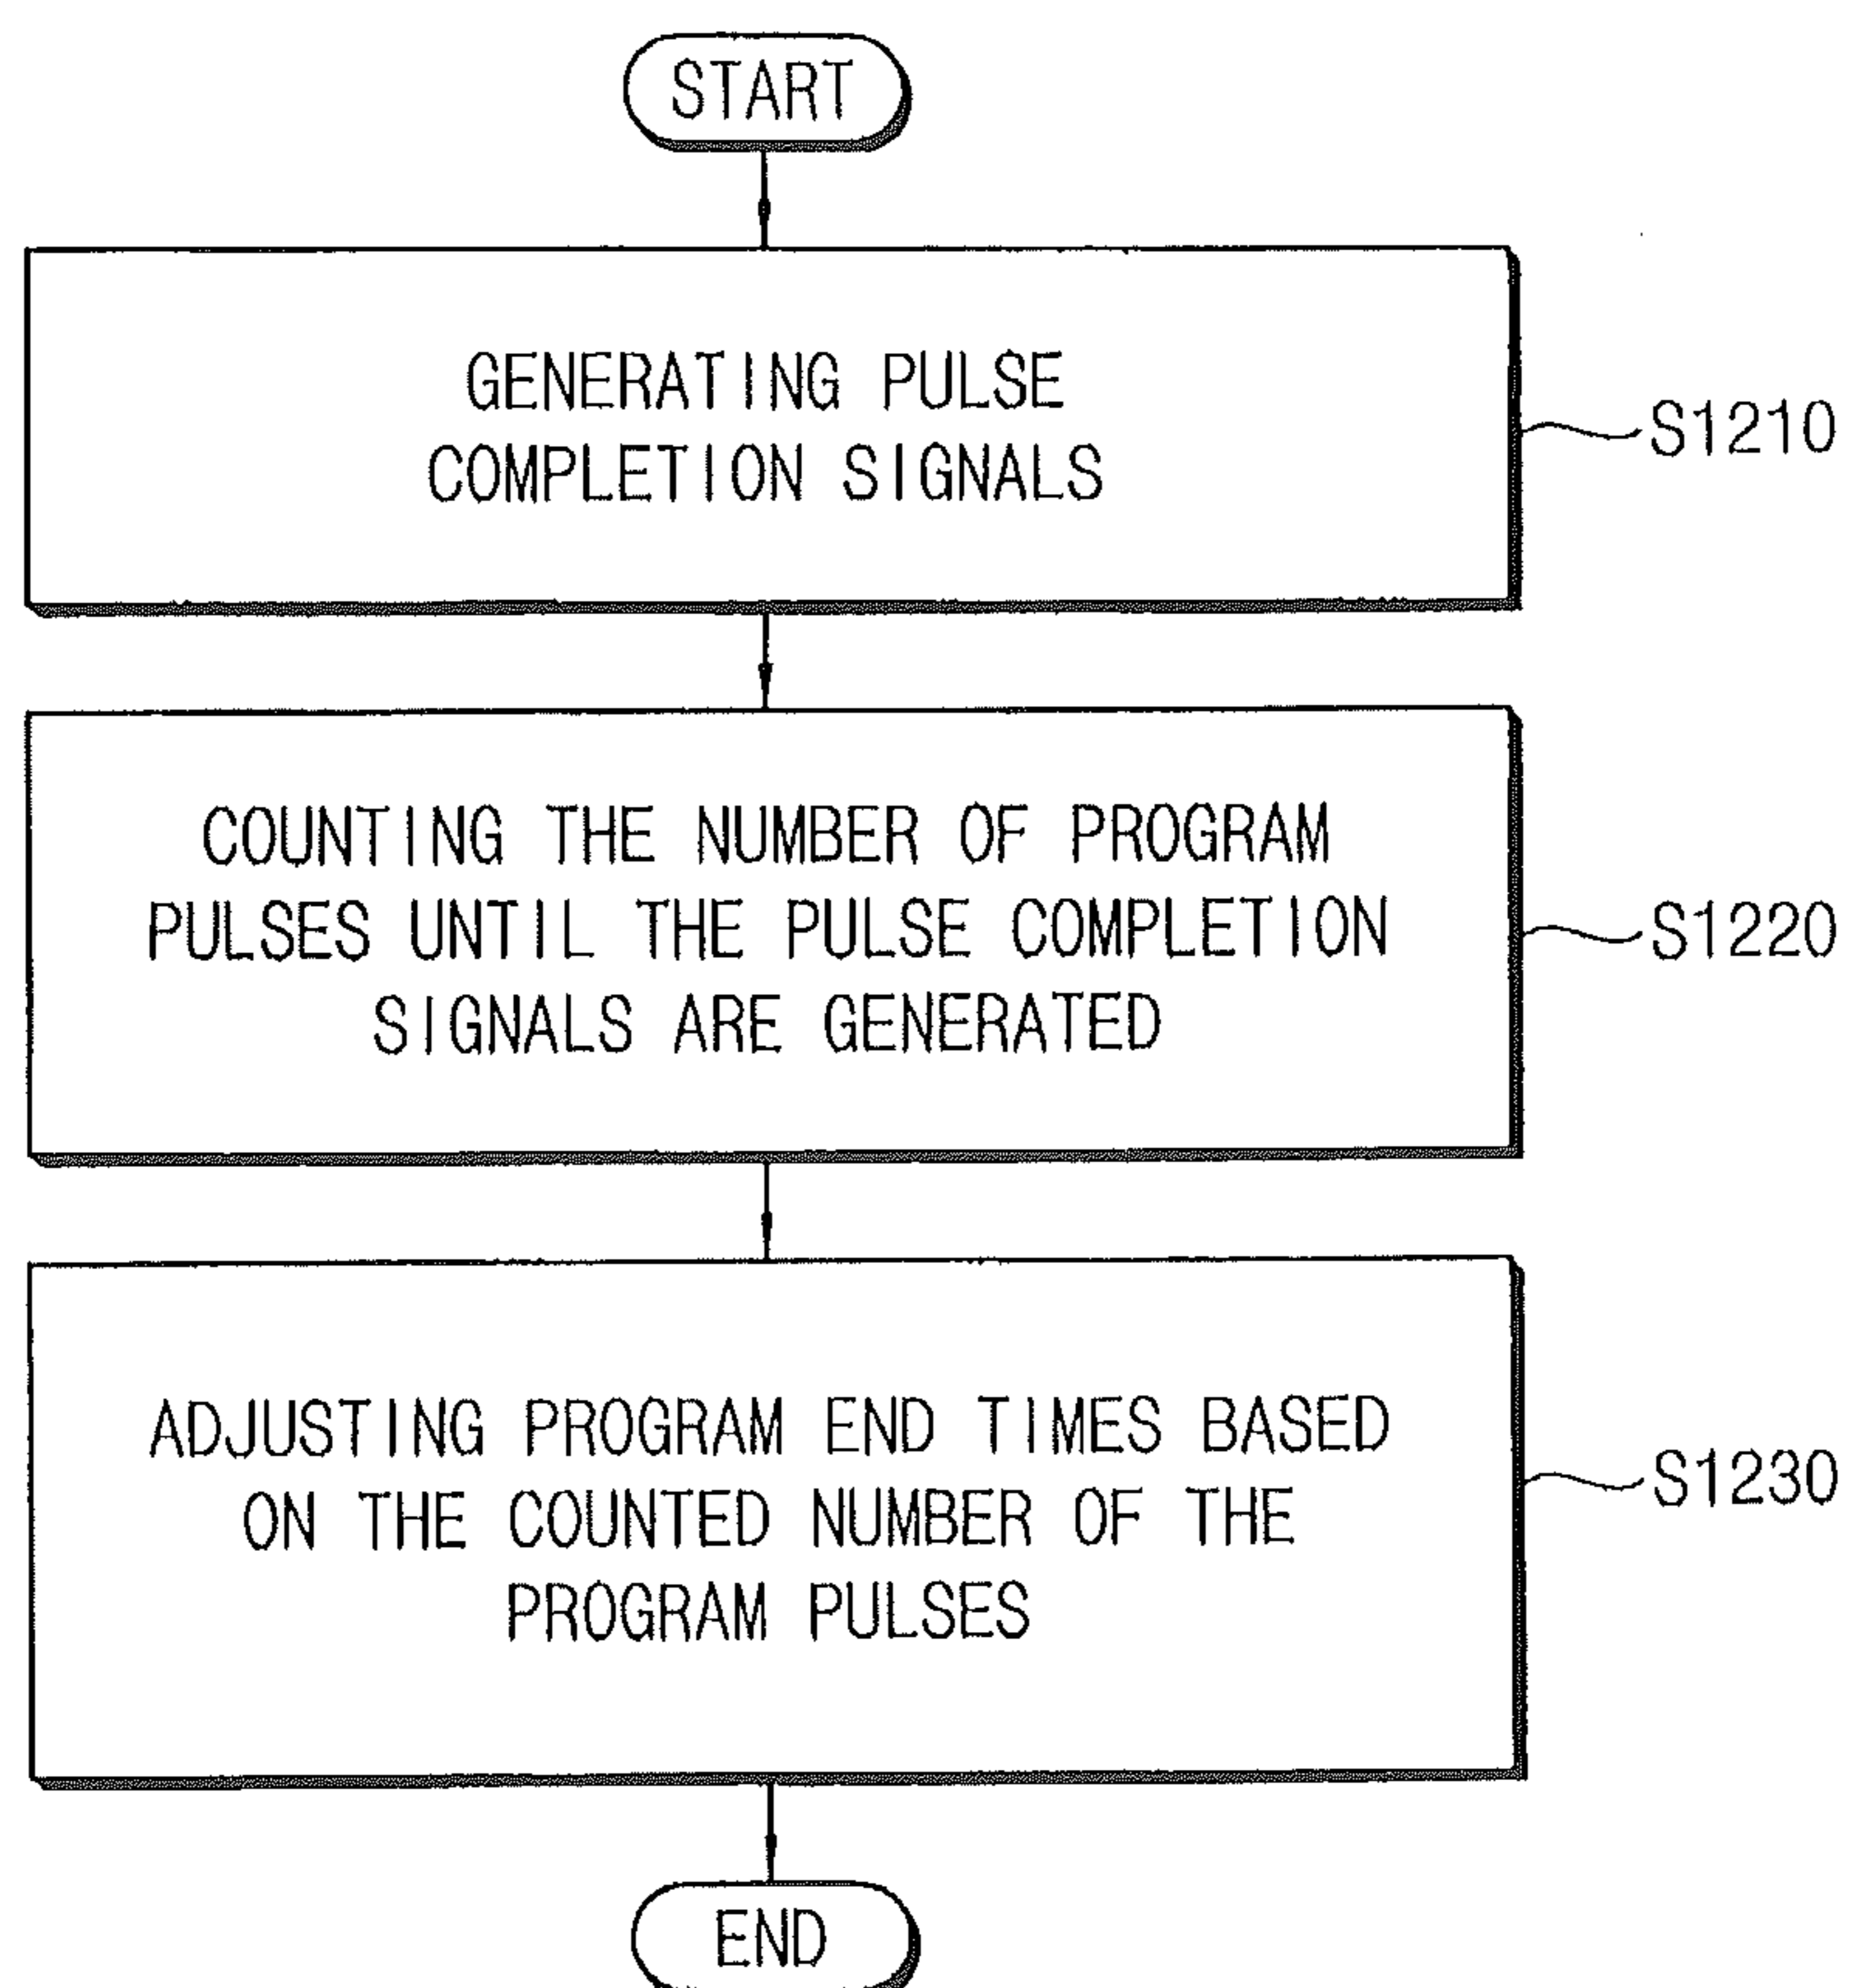 START
GENERATING PULSE
COMPLETION SIGNALS
S1210
COUNTING THE NUMBER OF PROGRAM
PULSES UNTIL THE PULSE COMPLETION
SIGNALS ARE GENERATED
S1220
ADJUSTING PROGRAM END TIMES BASED
ON THE COUNTED NUMBER OF THE
PROGRAM PULSES
S1230
END